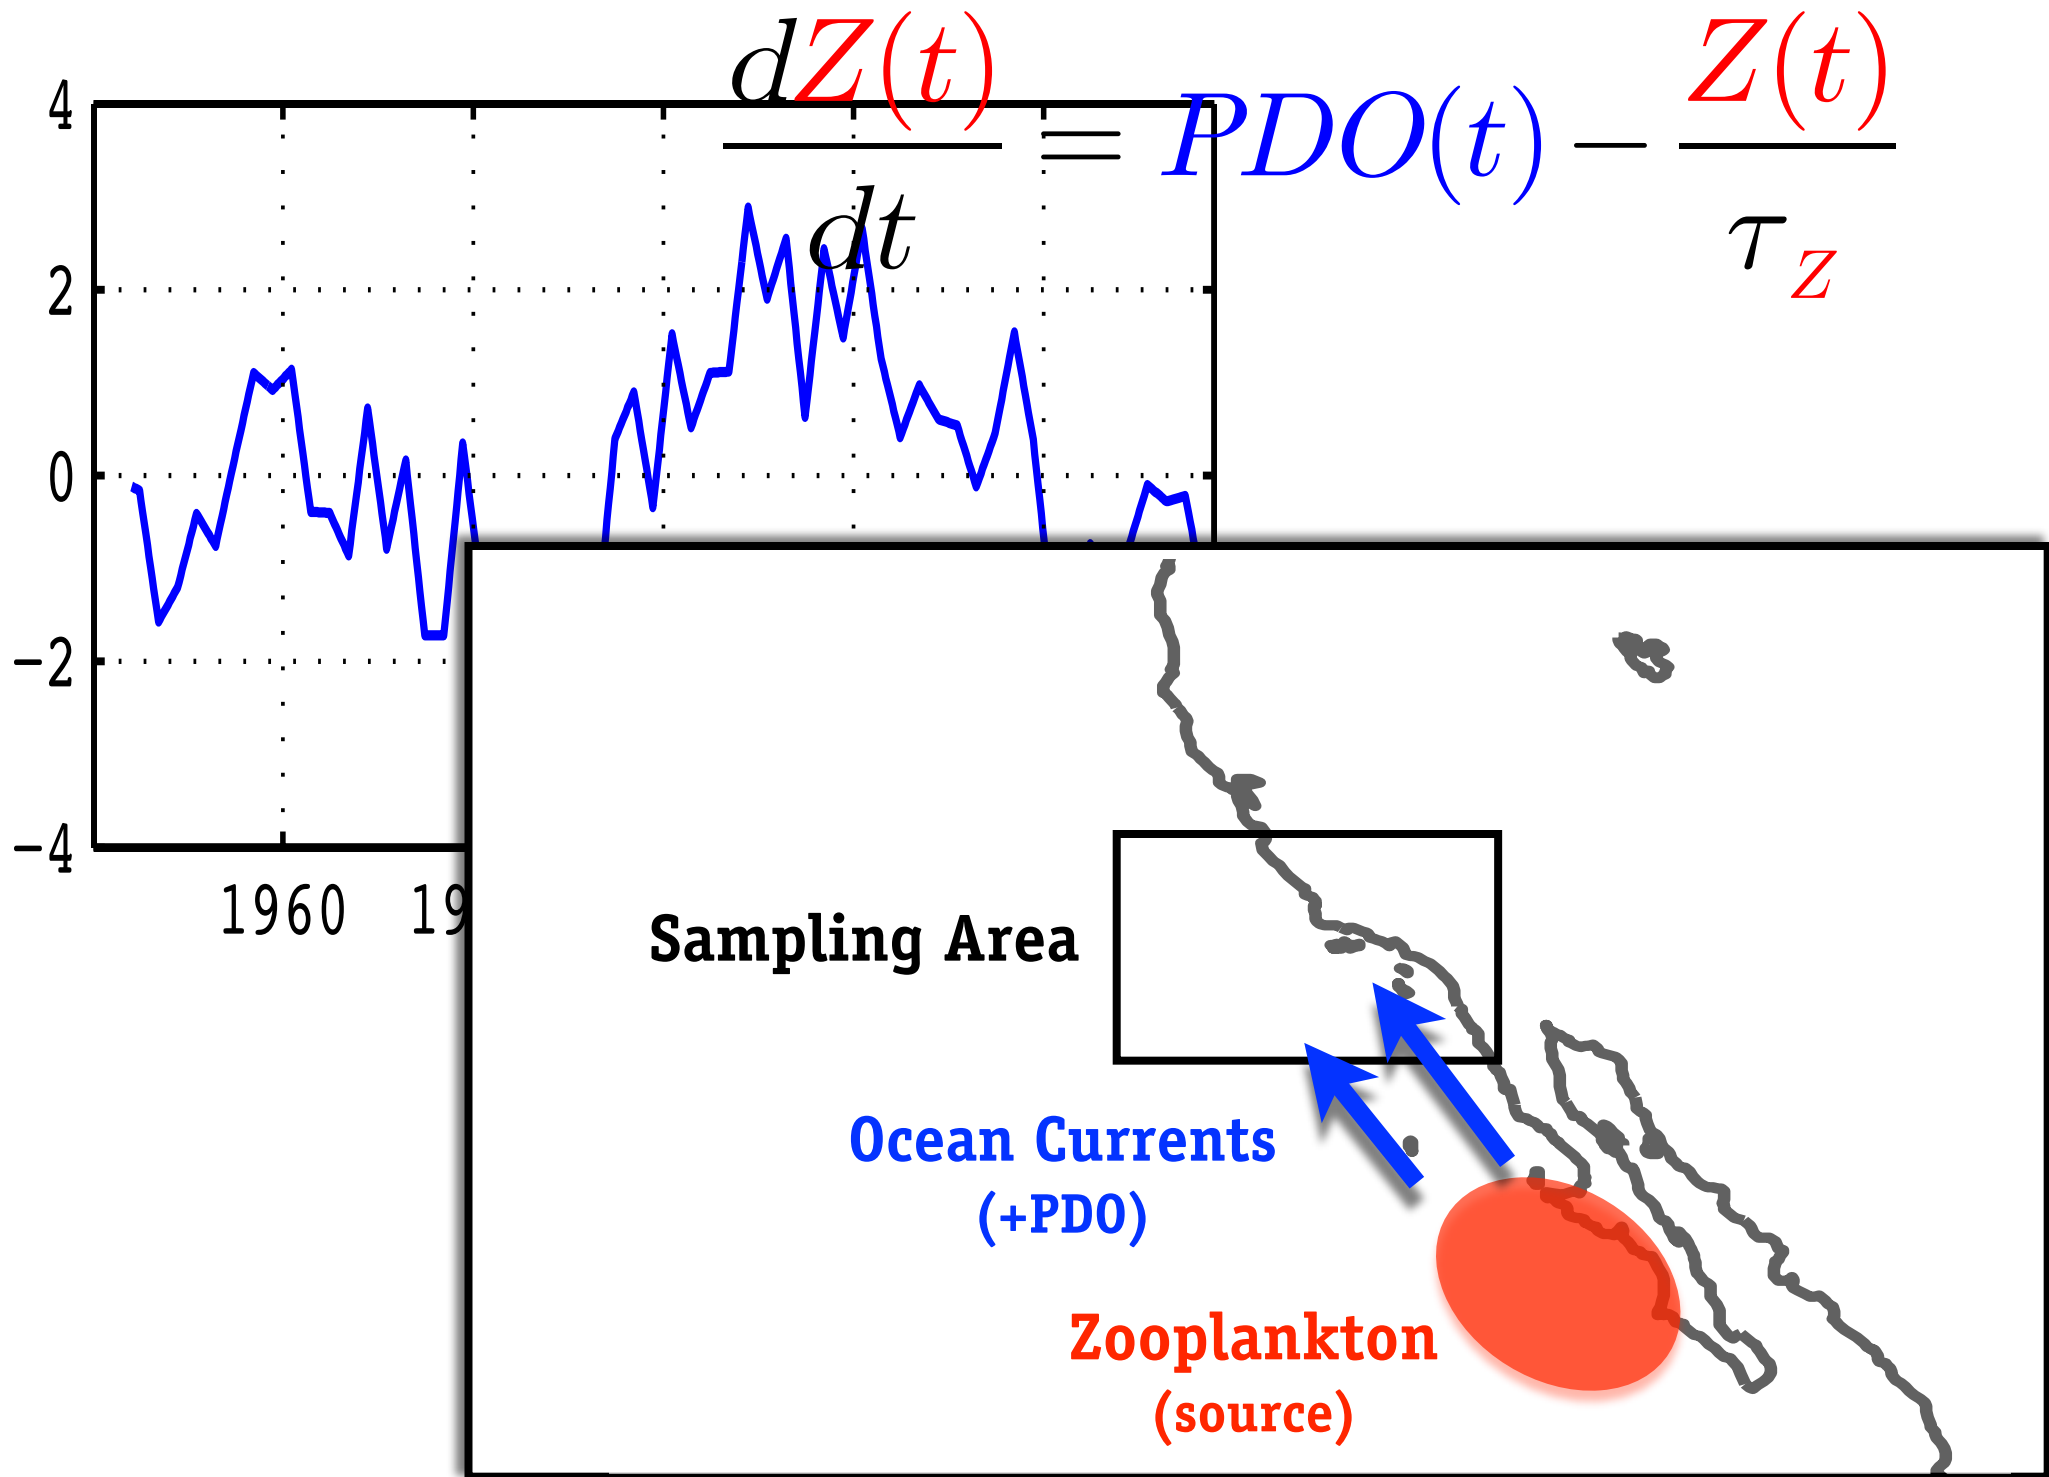 dZ(t)/dt = PDO(t) − Z(t)/τ_Z
4
2
0
−2
−4
1960 19
Sampling Area
Ocean Currents
(+PDO)
Zooplankton
(source)